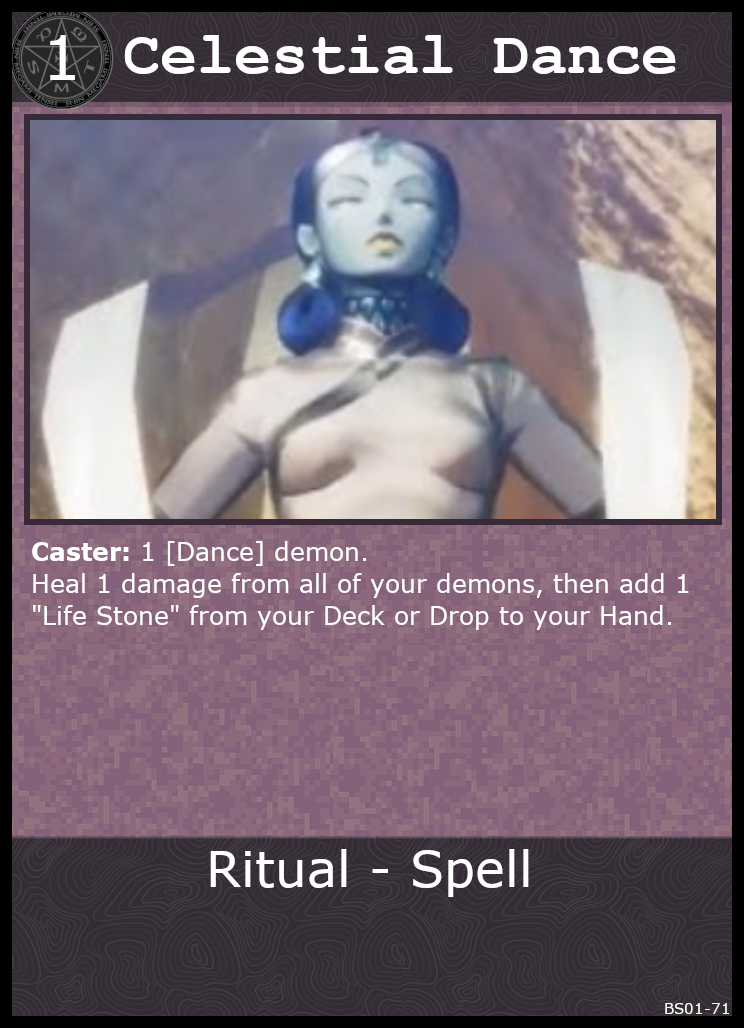 1 Celestial Dance
Caster: 1 [Dance] demon.
Heal 1 damage from all of your demons, then add 1
"Life Stone" from your Deck or Drop to your Hand.
Ritual - Spell
BS01-71